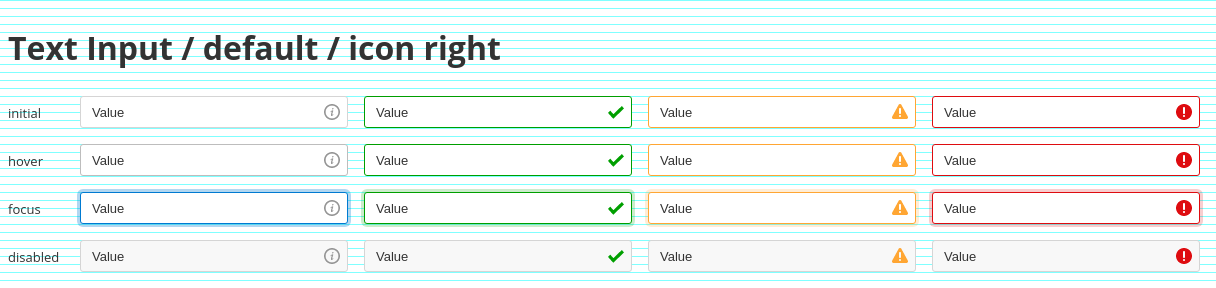 Text Input / default / icon right
initial Value Value Value Value
hover Value Value Value Value
focus Value Value Value Value
disabled Value Value Value Value